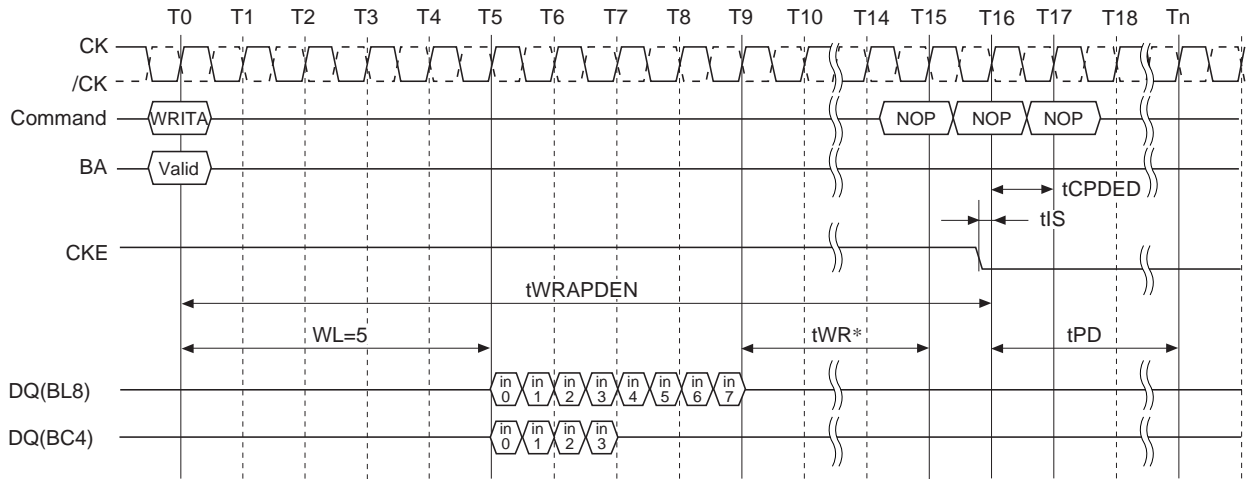 T0 T1 T2 T3 T4 T5 T6 T7 T8 T9 T10 T14 T15 T16 T17 T18 Tn
CK
/CK
Command WRITA NOP NOP NOP
BA Valid
tCPDED
tIS
CKE
tWRAPDEN
WL=5 tWR* tPD
DQ(BL8) in 0 in 1 in 2 in 3 in 4 in 5 in 6 in 7
DQ(BC4) in 0 in 1 in 2 in 3